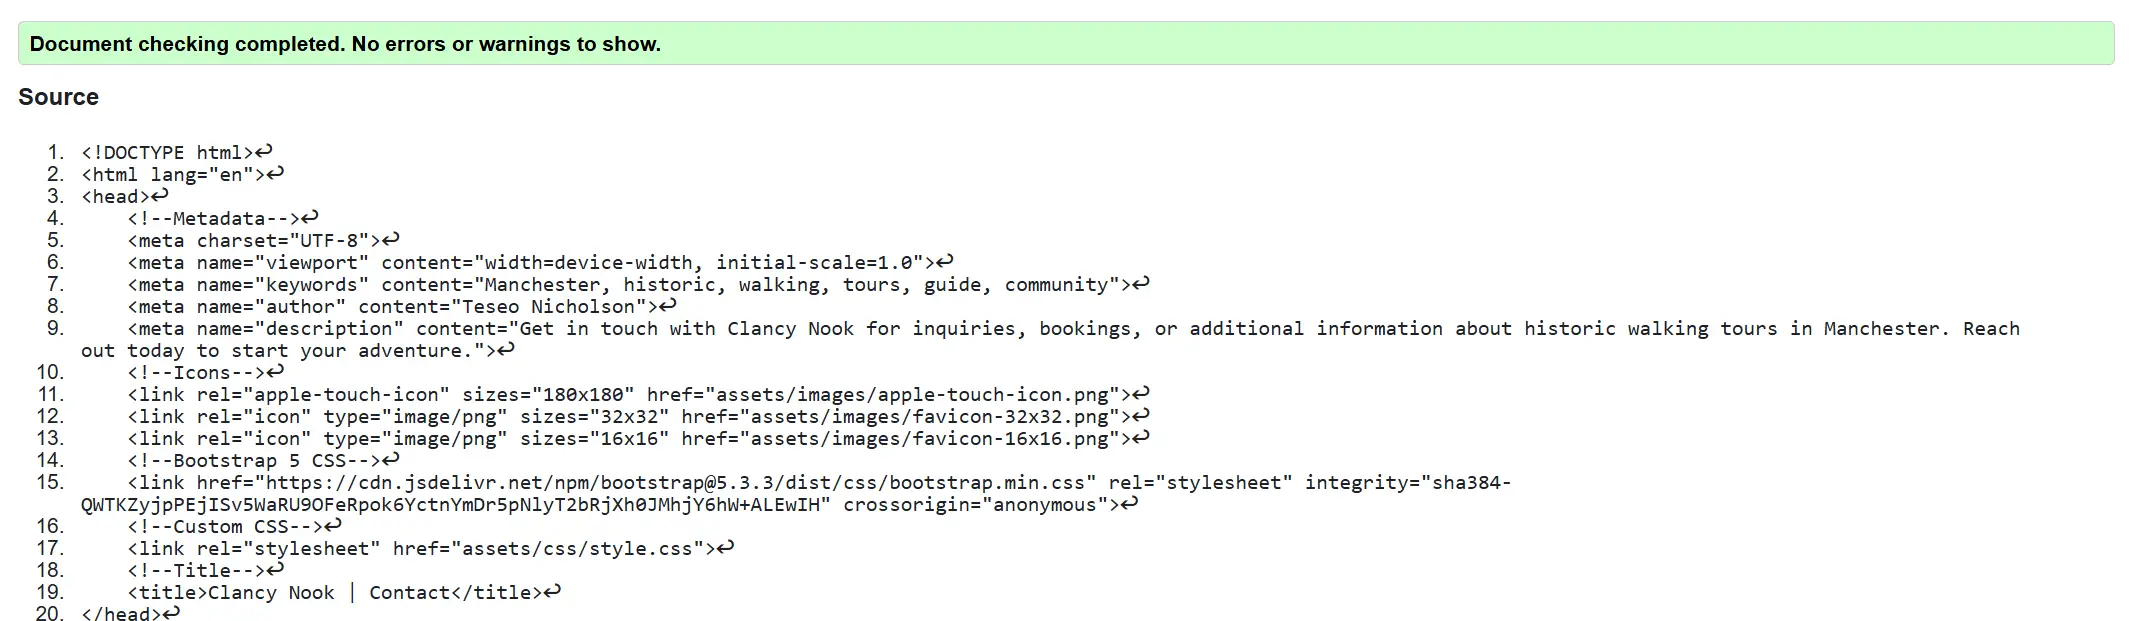 Document checking completed. No errors or warnings to show.
Source
1. <!DOCTYPE html>↩
2. <html lang="en">↩
3. <head>↩
4. <!--Metadata-->↩
5. <meta charset="UTF-8">↩
6. <meta name="viewport" content="width=device-width, initial-scale=1.0">↩
7. <meta name="keywords" content="Manchester, historic, walking, tours, guide, community">↩
8. <meta name="author" content="Teseo Nicholson">↩
9. <meta name="description" content="Get in touch with Clancy Nook for inquiries, bookings, or additional information about historic walking tours in Manchester. Reach
out today to start your adventure.">↩
10. <!--Icons-->↩
11. <link rel="apple-touch-icon" sizes="180x180" href="assets/images/apple-touch-icon.png">↩
12. <link rel="icon" type="image/png" sizes="32x32" href="assets/images/favicon-32x32.png">↩
13. <link rel="icon" type="image/png" sizes="16x16" href="assets/images/favicon-16x16.png">↩
14. <!--Bootstrap 5 CSS-->↩
15. <link href="https://cdn.jsdelivr.net/npm/bootstrap@5.3.3/dist/css/bootstrap.min.css" rel="stylesheet" integrity="sha384-
QWTKZyjpPEjISv5WaRU9OFeRpok6YctnYmDr5pNlyT2bRjXh0JMhjY6hW+ALEwIH" crossorigin="anonymous">↩
16. <!--Custom CSS-->↩
17. <link rel="stylesheet" href="assets/css/style.css">↩
18. <!--Title-->↩
19. <title>Clancy Nook | Contact</title>↩
20. </head>↩